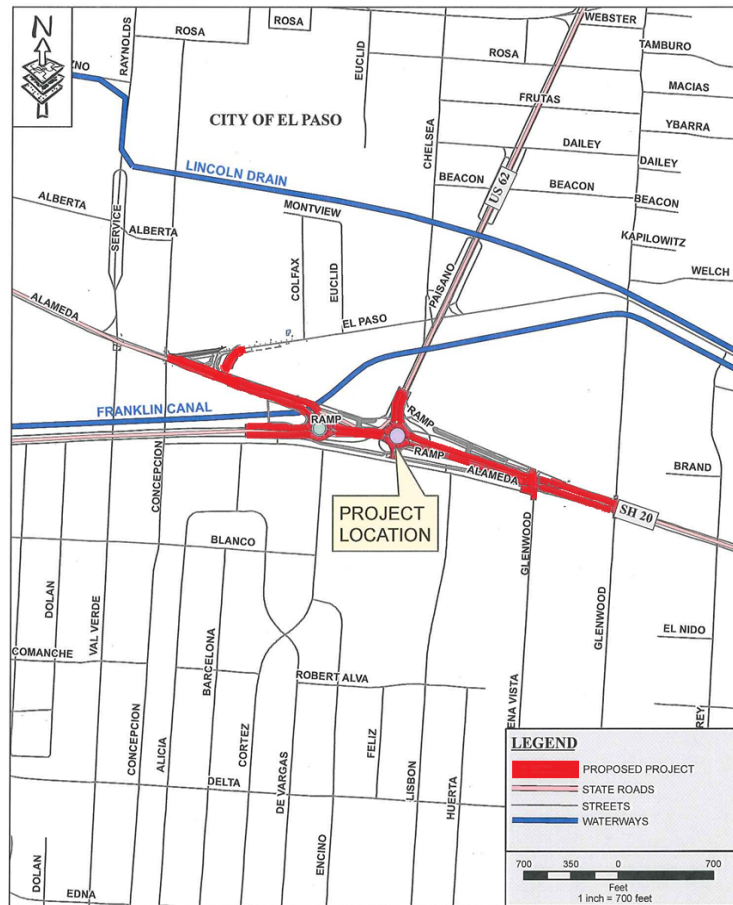 N
RAYNOLDS
ROSA
ROSA
WEBSTER
TAMBURO
EUCLID
ROSA
MACIAS
FRUTAS
YBARRA
CITY OF EL PASO
CHELSEA
DAILEY
DAILEY
LINCOLN DRAIN
BEACON
BEACON
BEACON
US 62
ALBERTA
SERVICE
ALBERTA
MONTVIEW
KAPILOWITZ
COLFAX
EUCLID
PAISANO
WELCH
ALAMEDA
EL PASO
FRANKLIN CANAL
RAMP
RAMP
RAMP
ALAMEDA
CONCEPCION
BRAND
PROJECT
LOCATION
SH 20
GLENWOOD
BLANCO
DOLAN
VAL VERDE
GLENWOOD
EL NIDO
COMANCHE
BARCELONA
ROBERT ALVA
ENA VISTA
REY
CONCEPCION
ALICIA
CORTEZ
DE VARGAS
FELIZ
LISBON
HUERTA
DELTA
ENCINO
DOLAN
EDNA
LEGEND
PROPOSED PROJECT
STATE ROADS
STREETS
WATERWAYS
700 350 0 700
Feet
1 inch = 700 feet